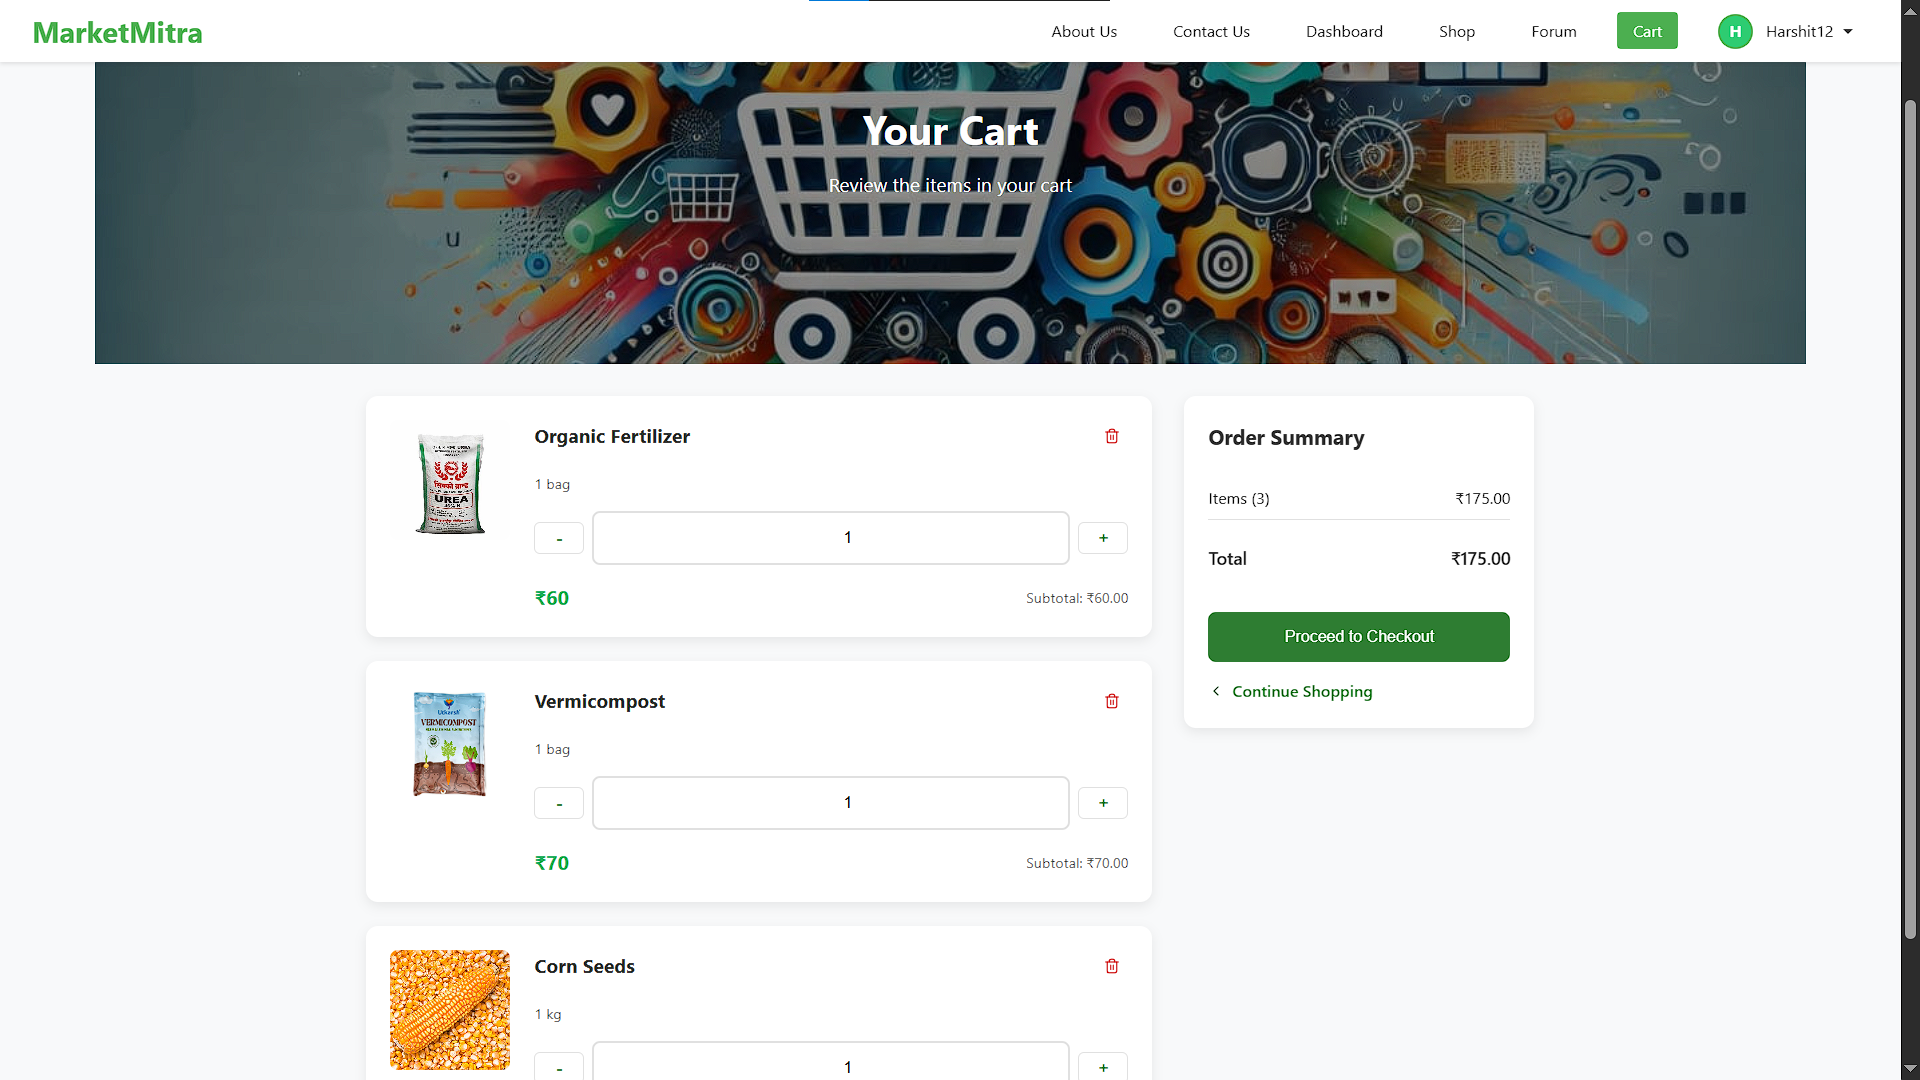 MarketMitra
About Us
Contact Us
Dashboard
Shop
Forum
Cart
H
Harshit12
Your Cart
Review the items in your cart
Organic Fertilizer
UREA
1 bag
-
1
+
₹60
Subtotal: ₹60.00
Vermicompost
VERMICOMPOST
1 bag
-
1
+
₹70
Subtotal: ₹70.00
Corn Seeds
1 kg
-
1
+
Order Summary
Items (3)
₹175.00
Total
₹175.00
Proceed to Checkout
Continue Shopping